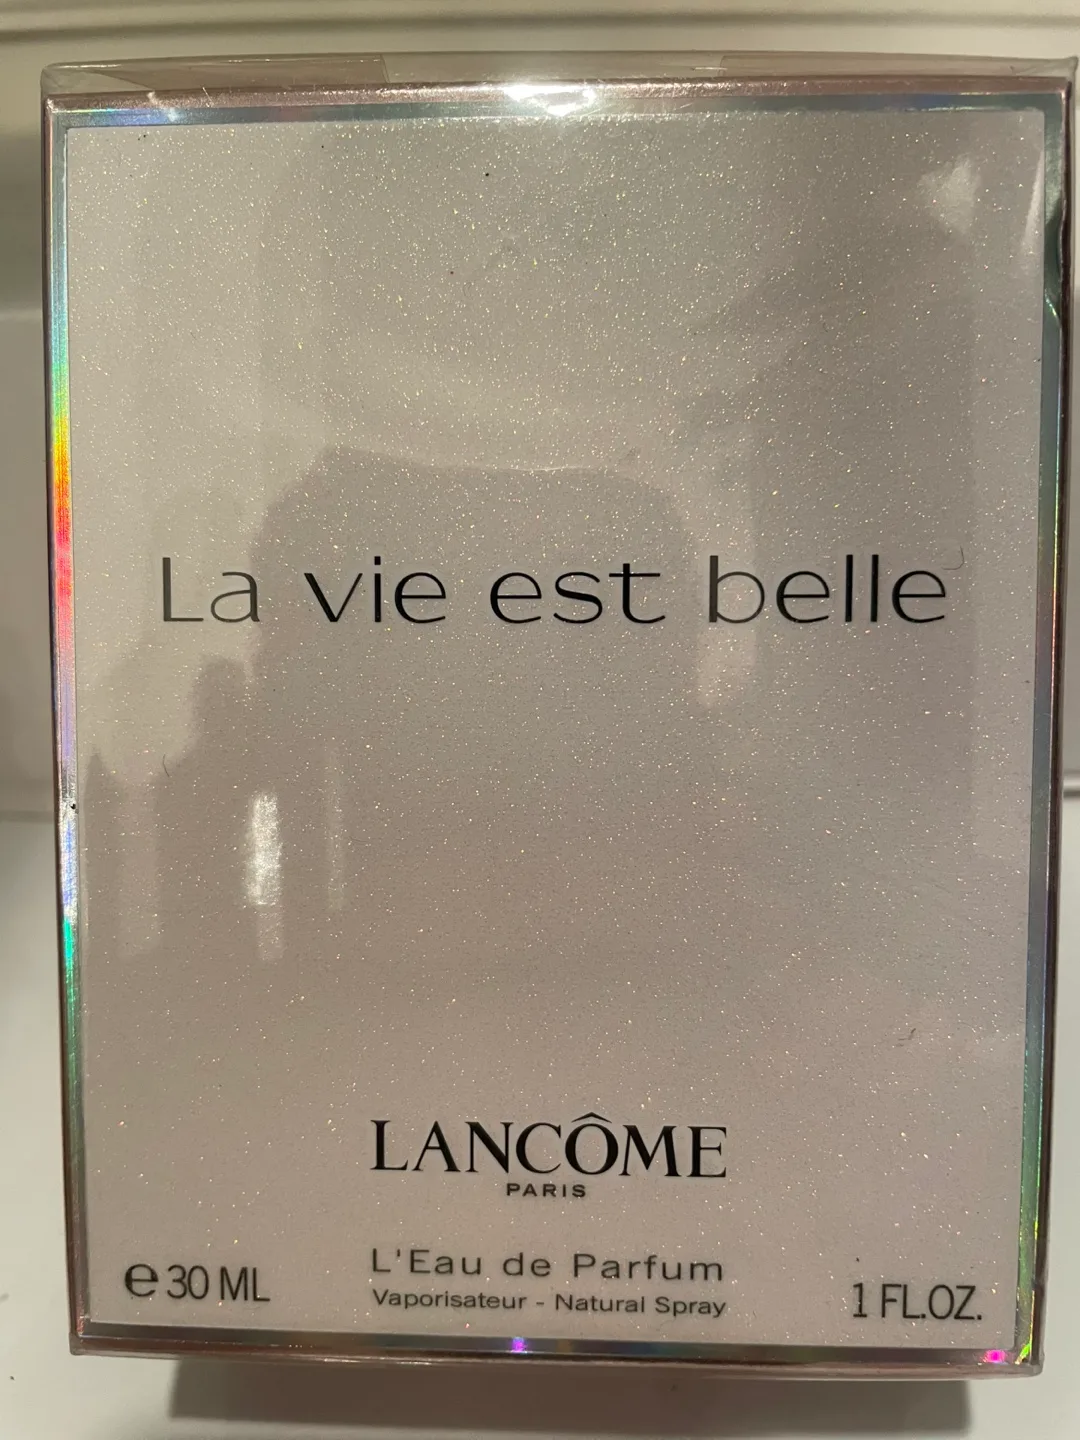 La vie est belle
LANCÔME
PARIS
L'Eau de Parfum
Vaporisateur - Natural Spray
℮ 30 ML
1 FL.OZ.